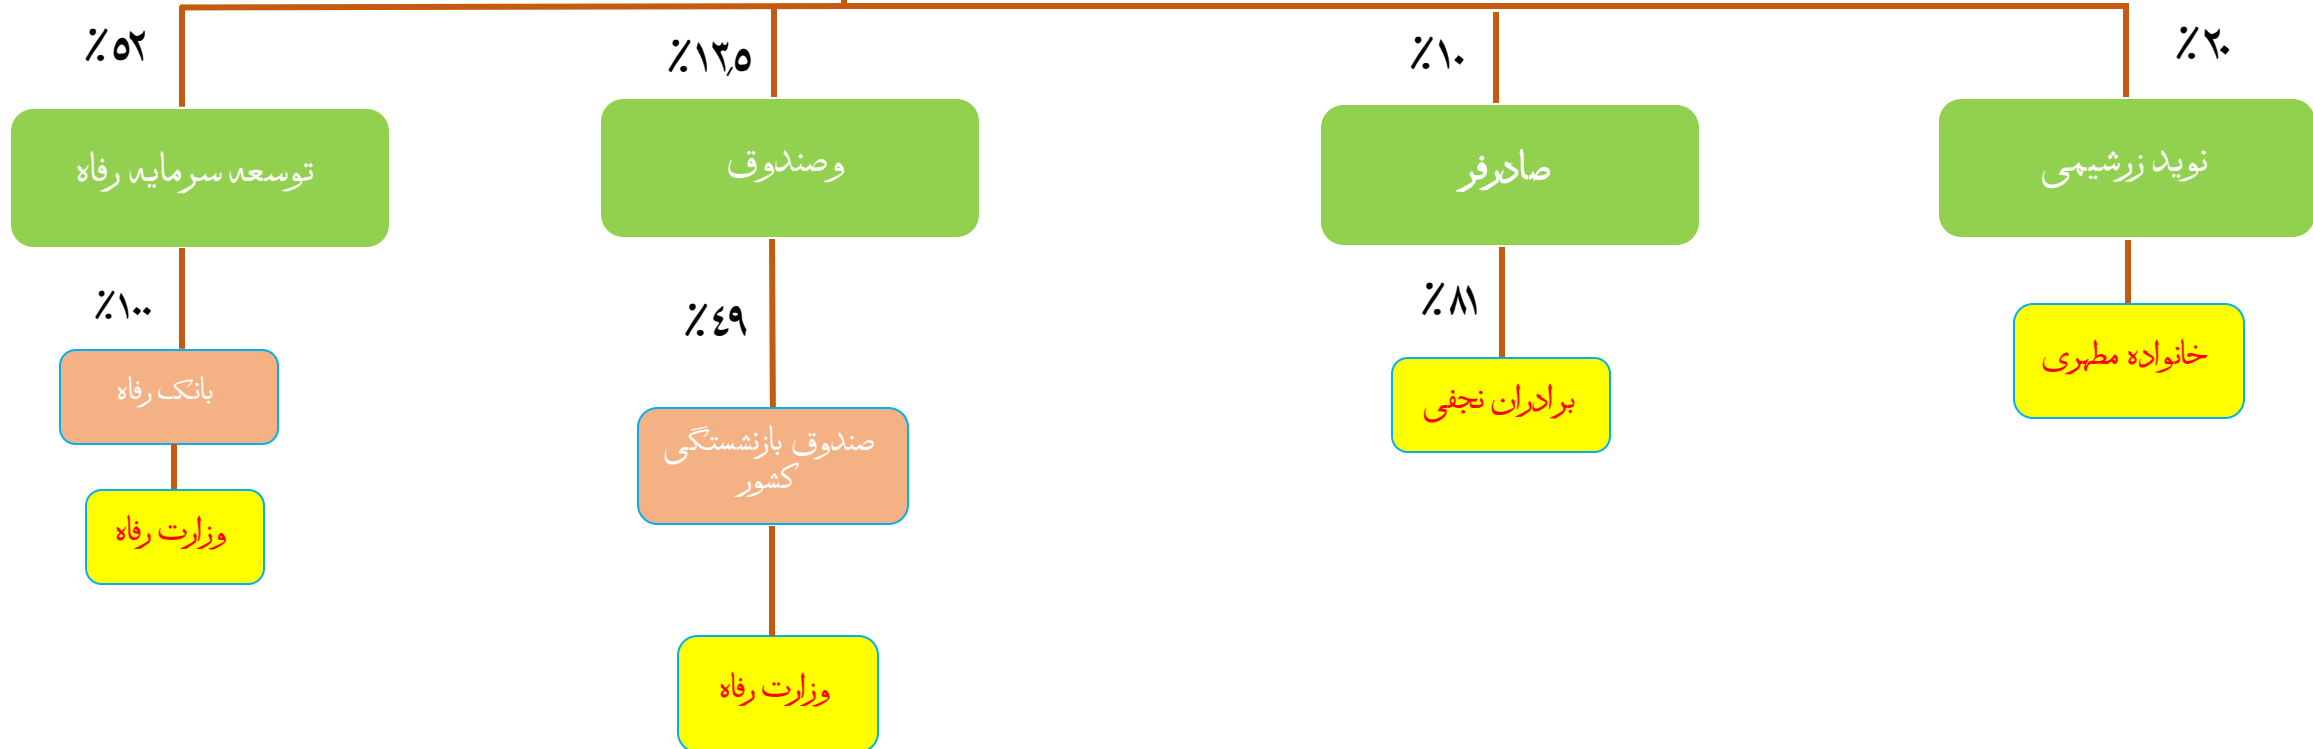 ٪۲۰
٪۱۰
٪۱۳٫۵
٪۵۲
نوید زرشیمی
صادرفر
وصندوق
توسعه سرمایه رفاه
٪۸۱
٪۴۹
٪۱۰۰
خانواده مطهری
برادران نجفی
صندوق بازنشستگی
کشور
بانک رفاه
وزارت رفاه
وزارت رفاه